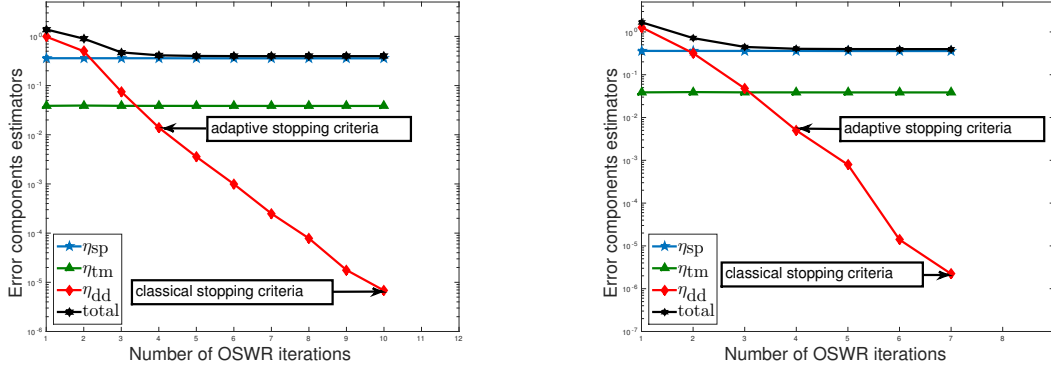 10^0
10^-1
10^-2
10^-3
10^-4
10^-5
10^-6
Error components estimators
adaptive stopping criteria
classical stopping criteria
ηsp
ηtm
ηdd
total
1 2 3 4 5 6 7 8 9 10 11 12
Number of OSWR iterations
10^0
10^-1
10^-2
10^-3
10^-4
10^-5
10^-6
10^-7
Error components estimators
adaptive stopping criteria
classical stopping criteria
ηsp
ηtm
ηdd
total
1 2 3 4 5 6 7 8
Number of OSWR iterations